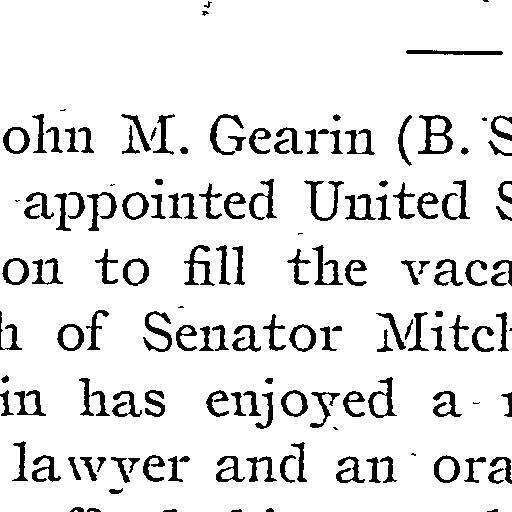 ohn M. Gearin (B. S
appointed United S
on to fill the vaca
h of Senator Mitch
in has enjoyed a
lawyer and an ora